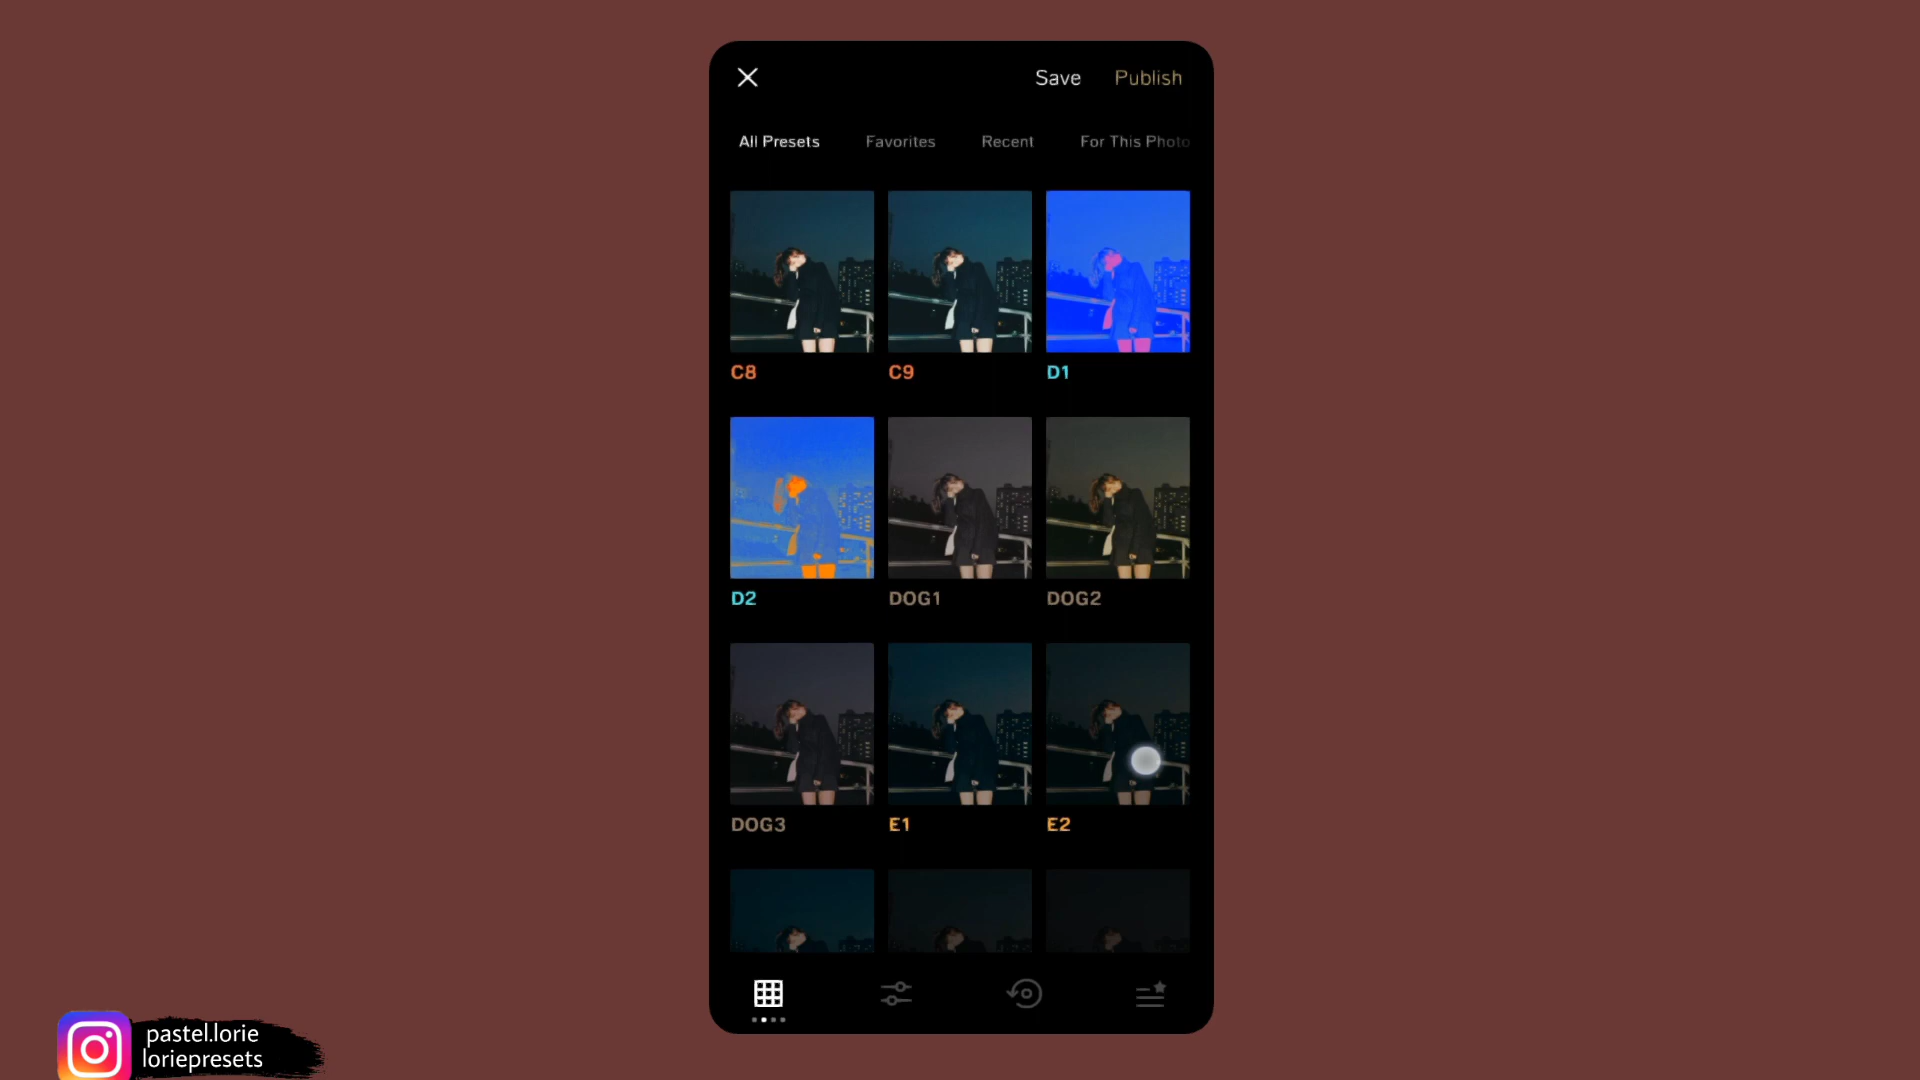 Save Publish
All Presets Favorites Recent For This Photo
C8 C9 D1
D2 DOG1 DOG2
DOG3 E1 E2
pastel.lorie
loriepresets